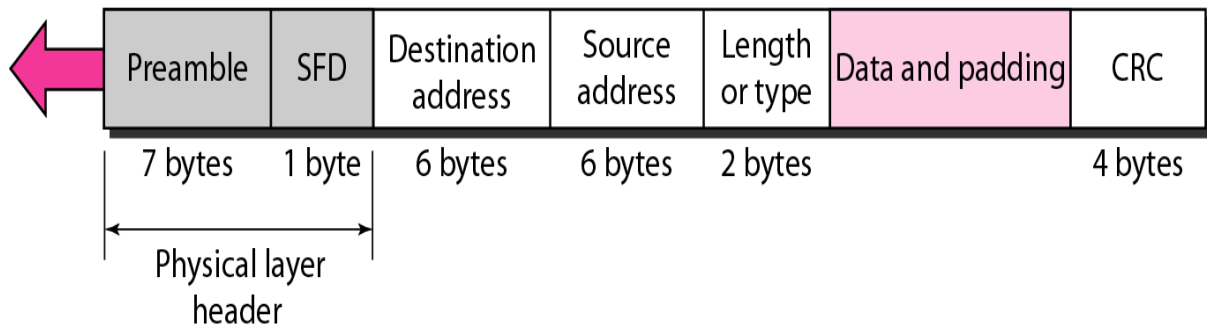 Preamble
SFD
Destination
address
Source
address
Length
or type
Data and padding
CRC
7 bytes
1 byte
6 bytes
6 bytes
2 bytes
4 bytes
Physical layer
header